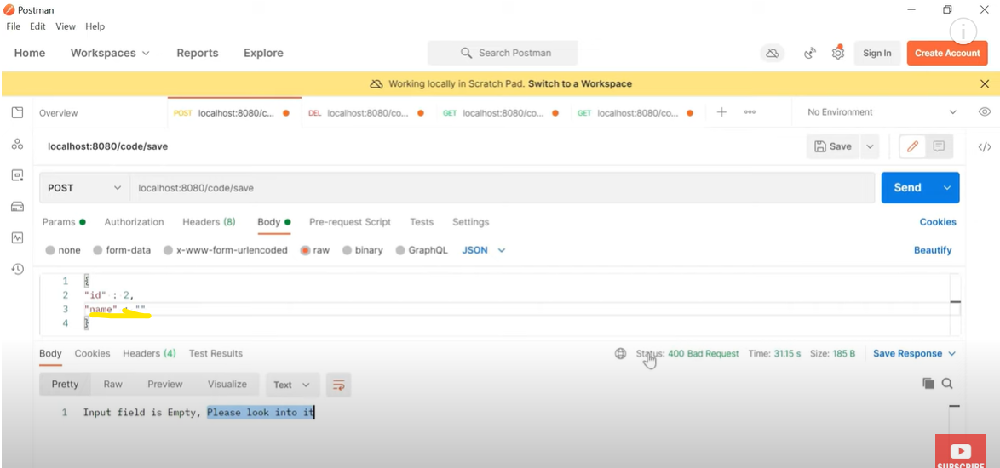 Postman
File Edit View Help
Home Workspaces Reports Explore Search Postman Sign In Create Account
Working locally in Scratch Pad. Switch to a Workspace
Overview POST localhost:8080/c... DEL localhost:8080/co... GET localhost:8080/co... GET localhost:8080/co... No Environment
localhost:8080/code/save Save
POST localhost:8080/code/save Send
Params Authorization Headers (8) Body Pre-request Script Tests Settings Cookies
none form-data x-www-form-urlencoded raw binary GraphQL JSON Beautify
1 {
2 "id" : 2,
3 "name" : ""
4 }
Body Cookies Headers (4) Test Results Status: 400 Bad Request Time: 31.15 s Size: 185 B Save Response
Pretty Raw Preview Visualize Text
1 Input field is Empty, Please look into it
SUBSCRIBE